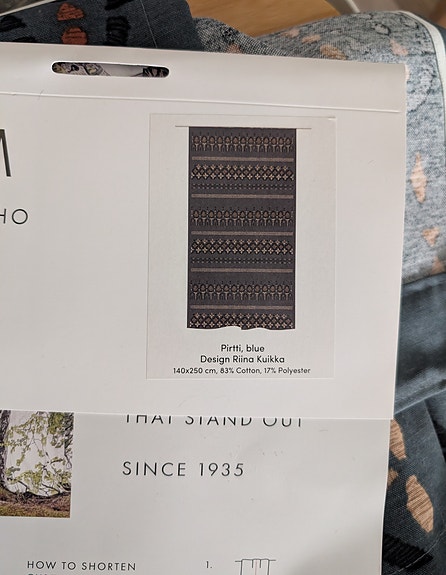 M
HO
Pirtti, blue
Design Riina Kuikka
140x250 cm, 83% Cotton, 17% Polyester
THAT STAND OUT
SINCE 1935
HOW TO SHORTEN
1.